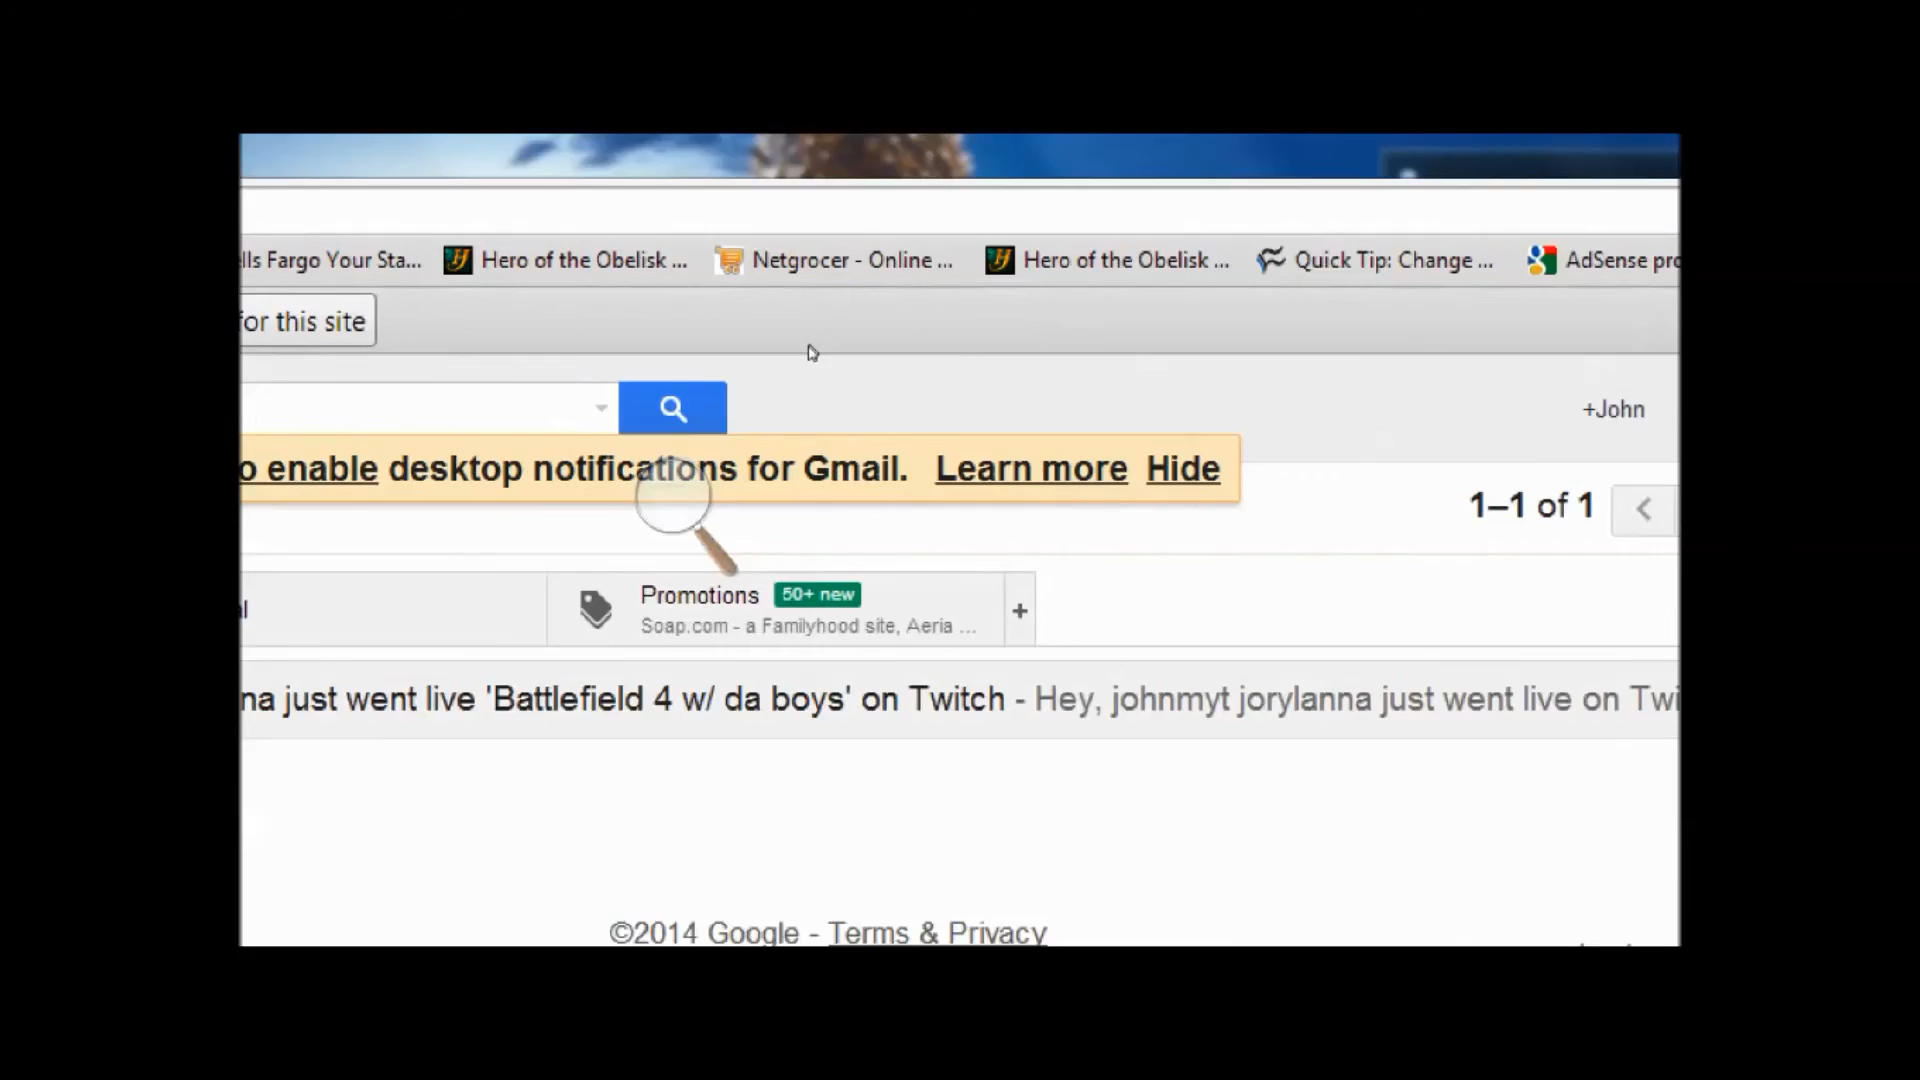 lls Fargo Your Sta... Hero of the Obelisk ... Netgrocer - Online ... Hero of the Obelisk ... Quick Tip: Change ... AdSense pro
for this site
+John
o enable desktop notifications for Gmail. Learn more Hide
1–1 of 1
Promotions 50+ new
Soap.com - a Familyhood site, Aeria ...
na just went live 'Battlefield 4 w/ da boys' on Twitch - Hey, johnmyt jorylanna just went live on Twi
©2014 Google - Terms & Privacy